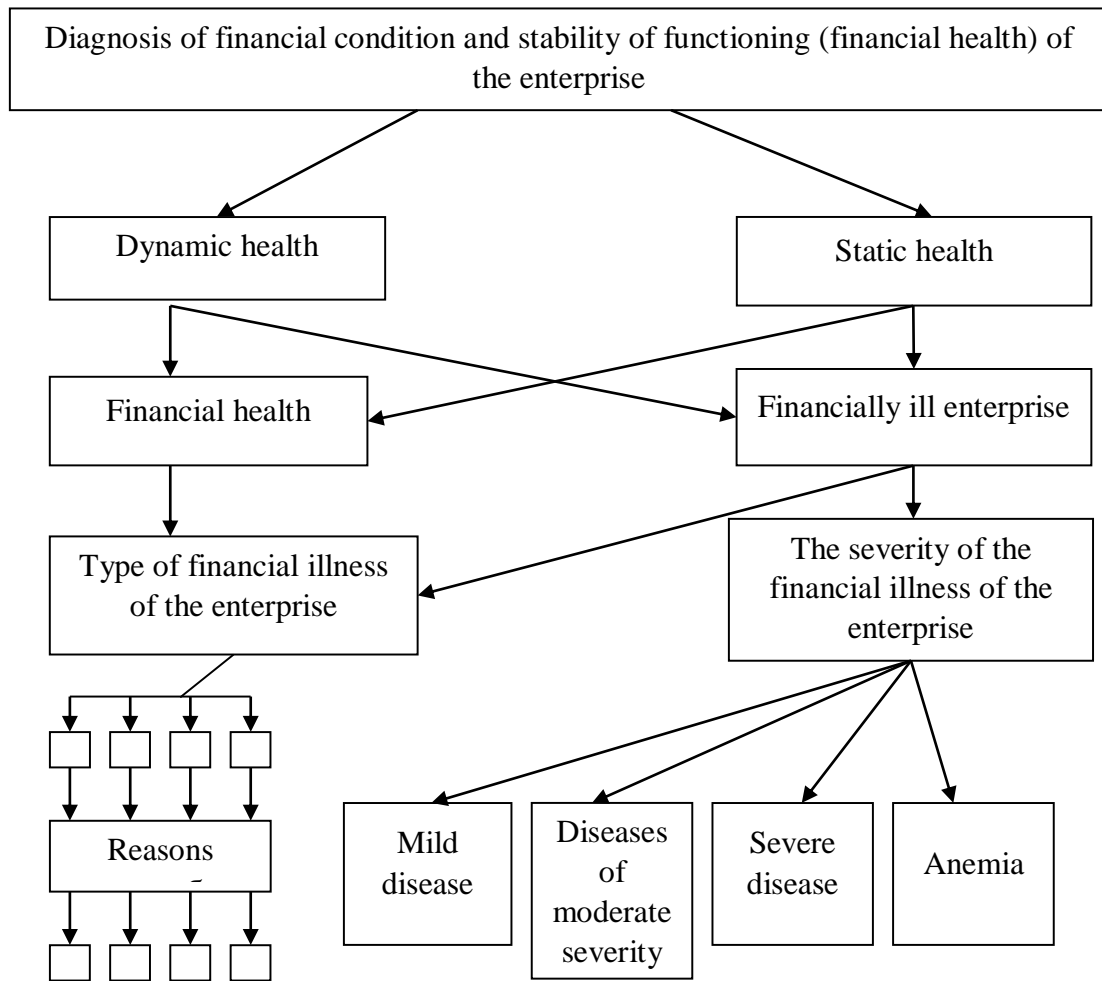 Diagnosis of financial condition and stability of functioning (financial health) of
the enterprise
Dynamic health
Static health
Financial health
Financially ill enterprise
Type of financial illness
of the enterprise
The severity of the
financial illness of the
enterprise
Reasons
Mild
disease
Diseases
of
moderate
severity
Severe
disease
Anemia